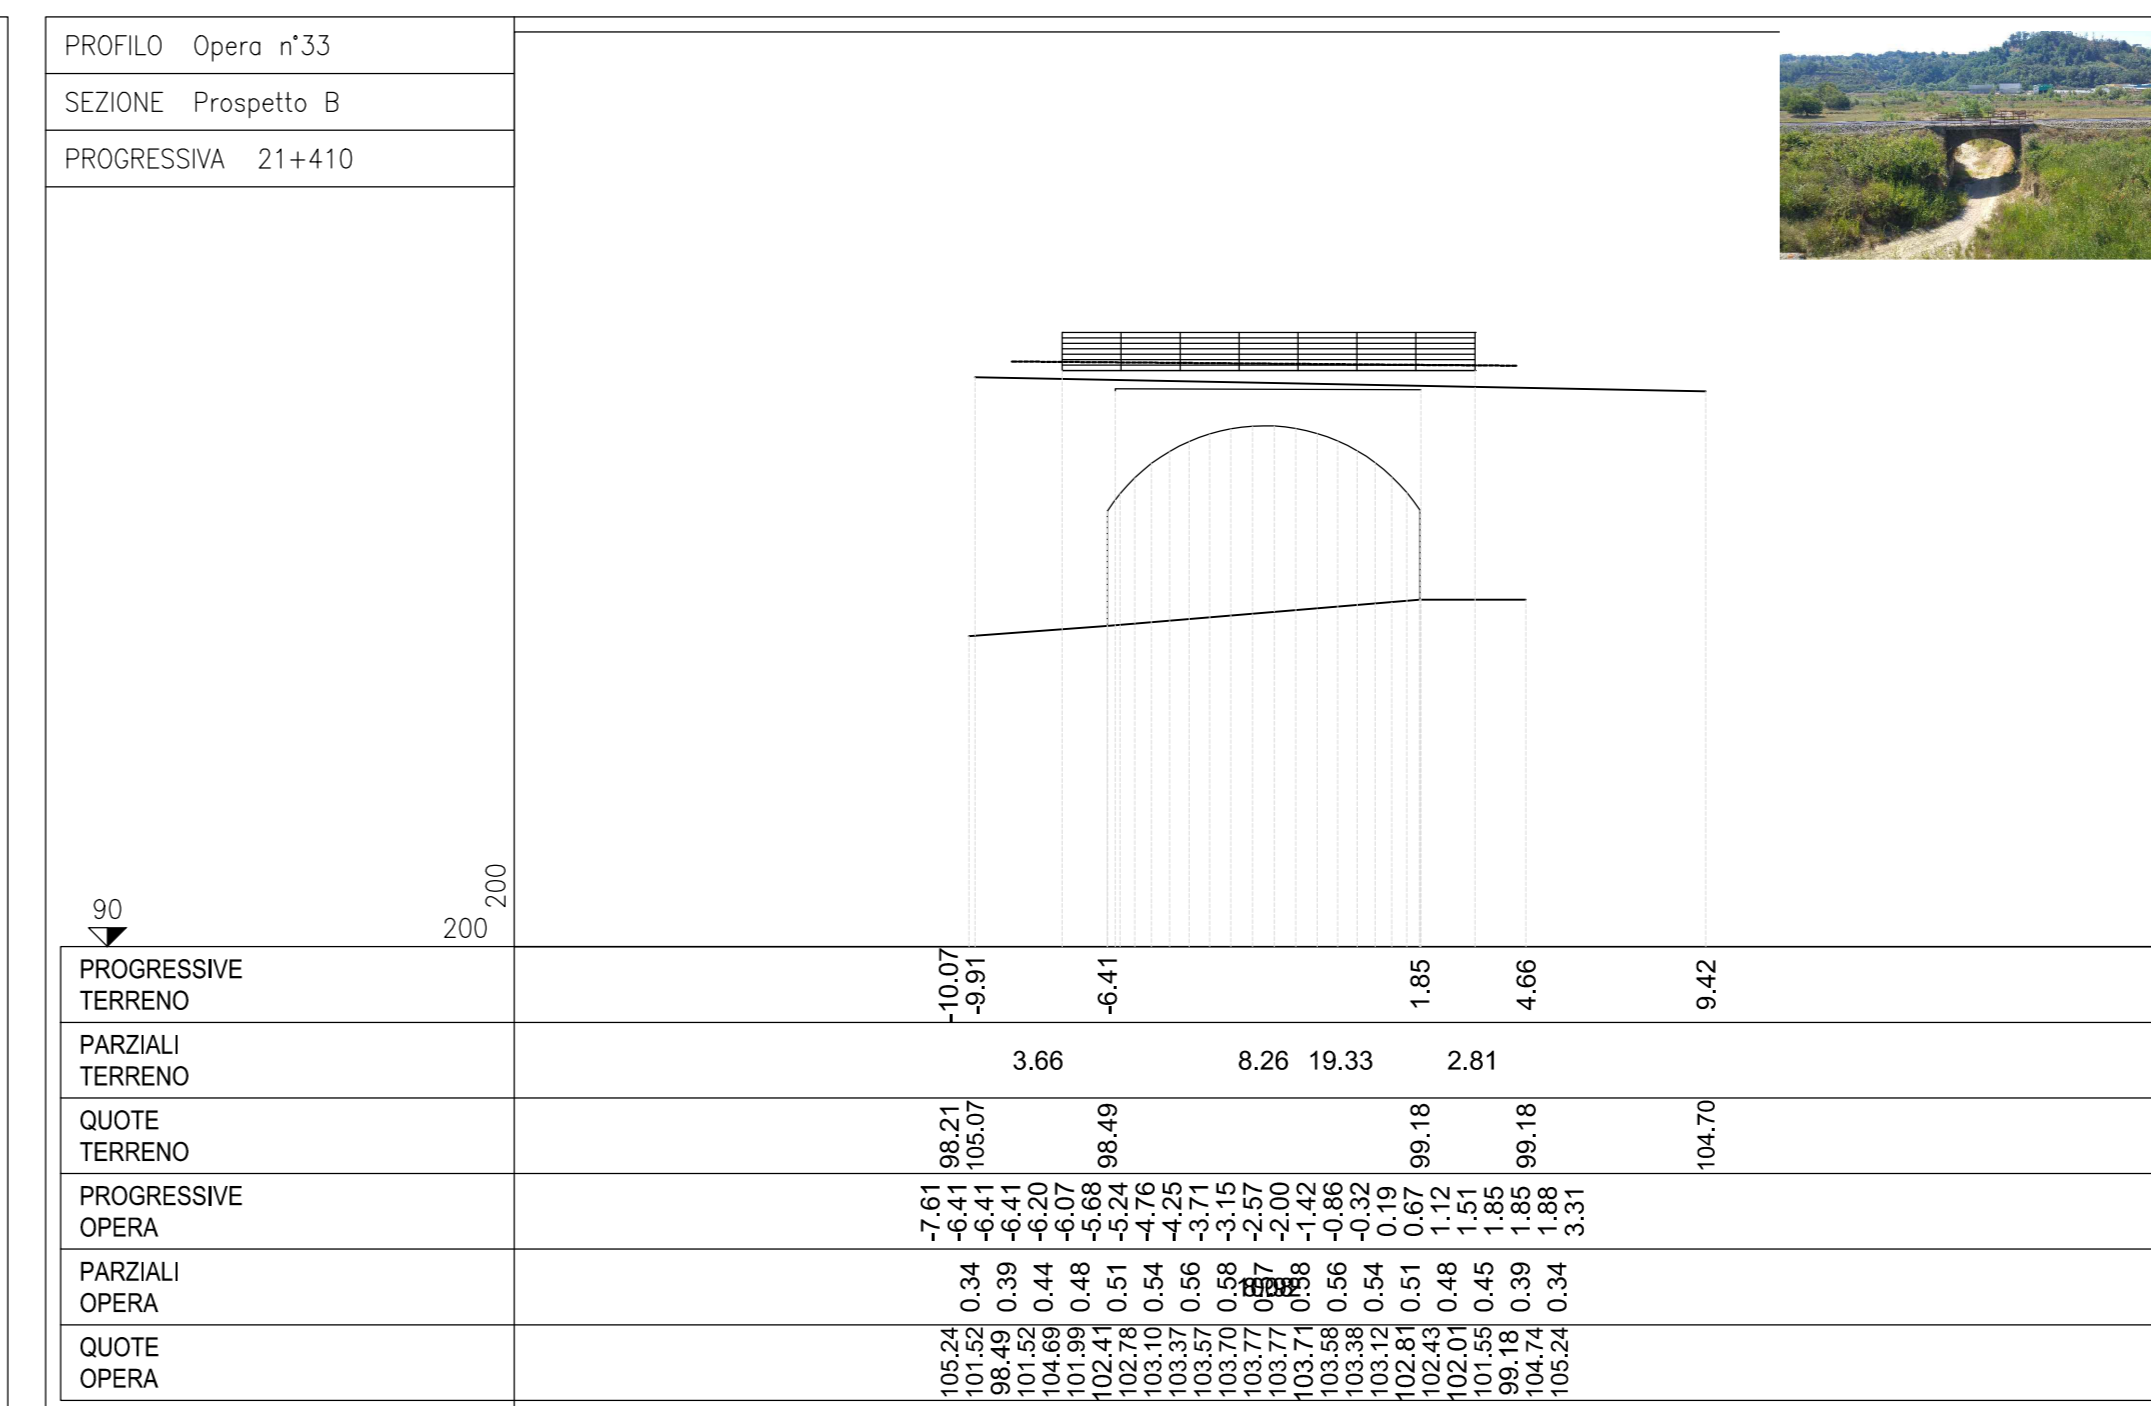 PROFILO Opera n°33
SEZIONE Prospetto B
PROGRESSIVA 21+410
200
90
200
PROGRESSIVE
TERRENO
-10.07 -9.91 -6.41 1.85 4.66 9.42
PARZIALI
TERRENO
3.66 8.26 19.33 2.81
QUOTE
TERRENO
98.21 105.07 98.49 99.18 99.18 104.70
PROGRESSIVE
OPERA
-7.61 -6.41 -6.41 -6.41 -6.20 -6.07 -5.68 -5.24 -4.76 -4.25 -3.71 -3.15 -2.57 -2.00 -1.42 -0.86 -0.32 0.19 0.67 1.12 1.51 1.85 1.85 1.88 3.31
PARZIALI
OPERA
0.34 0.39 0.44 0.48 0.51 0.54 0.56 0.58 0.58 0.56 0.54 0.51 0.48 0.45 0.39 0.34
QUOTE
OPERA
105.24 101.52 98.49 101.52 104.69 101.99 102.41 102.78 103.10 103.37 103.57 103.70 103.77 103.77 103.71 103.58 103.38 103.12 102.81 102.43 102.01 101.55 99.18 104.74 105.24